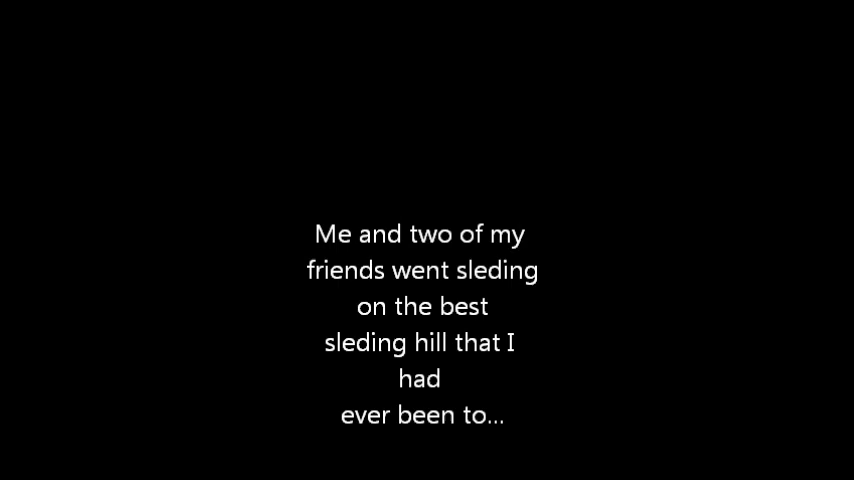 Me and two of my
friends went sleding
on the best
sleding hill that I
had
ever been to...